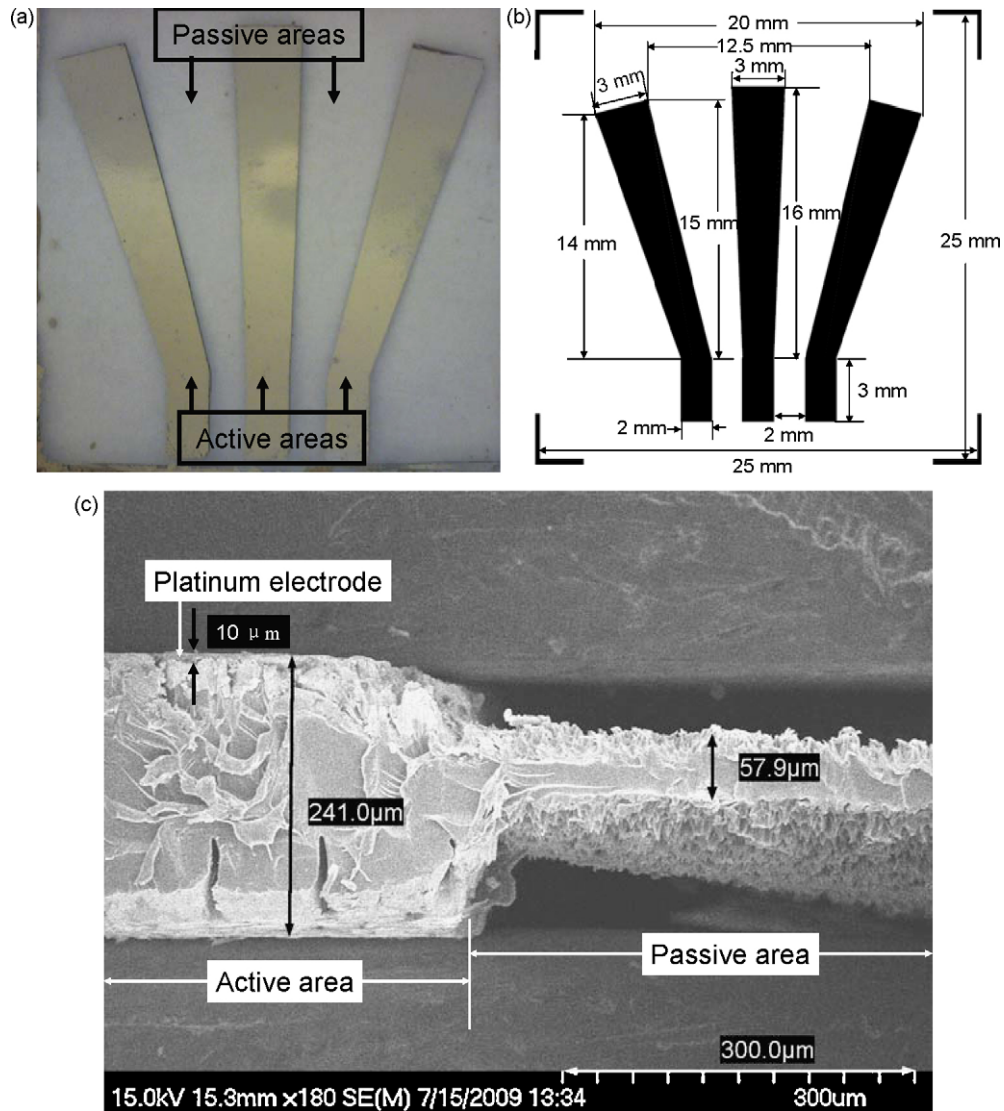 (a)
Passive areas
Active areas
(b)
20 mm
12.5 mm
3 mm
3 mm
14 mm
15 mm
16 mm
25 mm
3 mm
2 mm
2 mm
25 mm
(c)
Platinum electrode
10 μm
241.0μm
57.9μm
Active area
Passive area
300.0μm
15.0kV 15.3mm x180 SE(M) 7/15/2009 13:34
300um